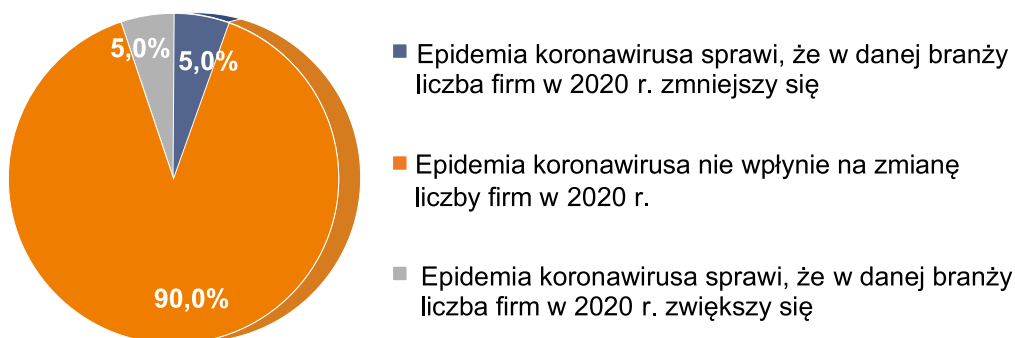 5,0%
5,0%
90,0%
Epidemia koronawirusa sprawi, że w danej branży
liczba firm w 2020 r. zmniejszy się
Epidemia koronawirusa nie wpłynie na zmianę
liczby firm w 2020 r.
Epidemia koronawirusa sprawi, że w danej branży
liczba firm w 2020 r. zwiększy się